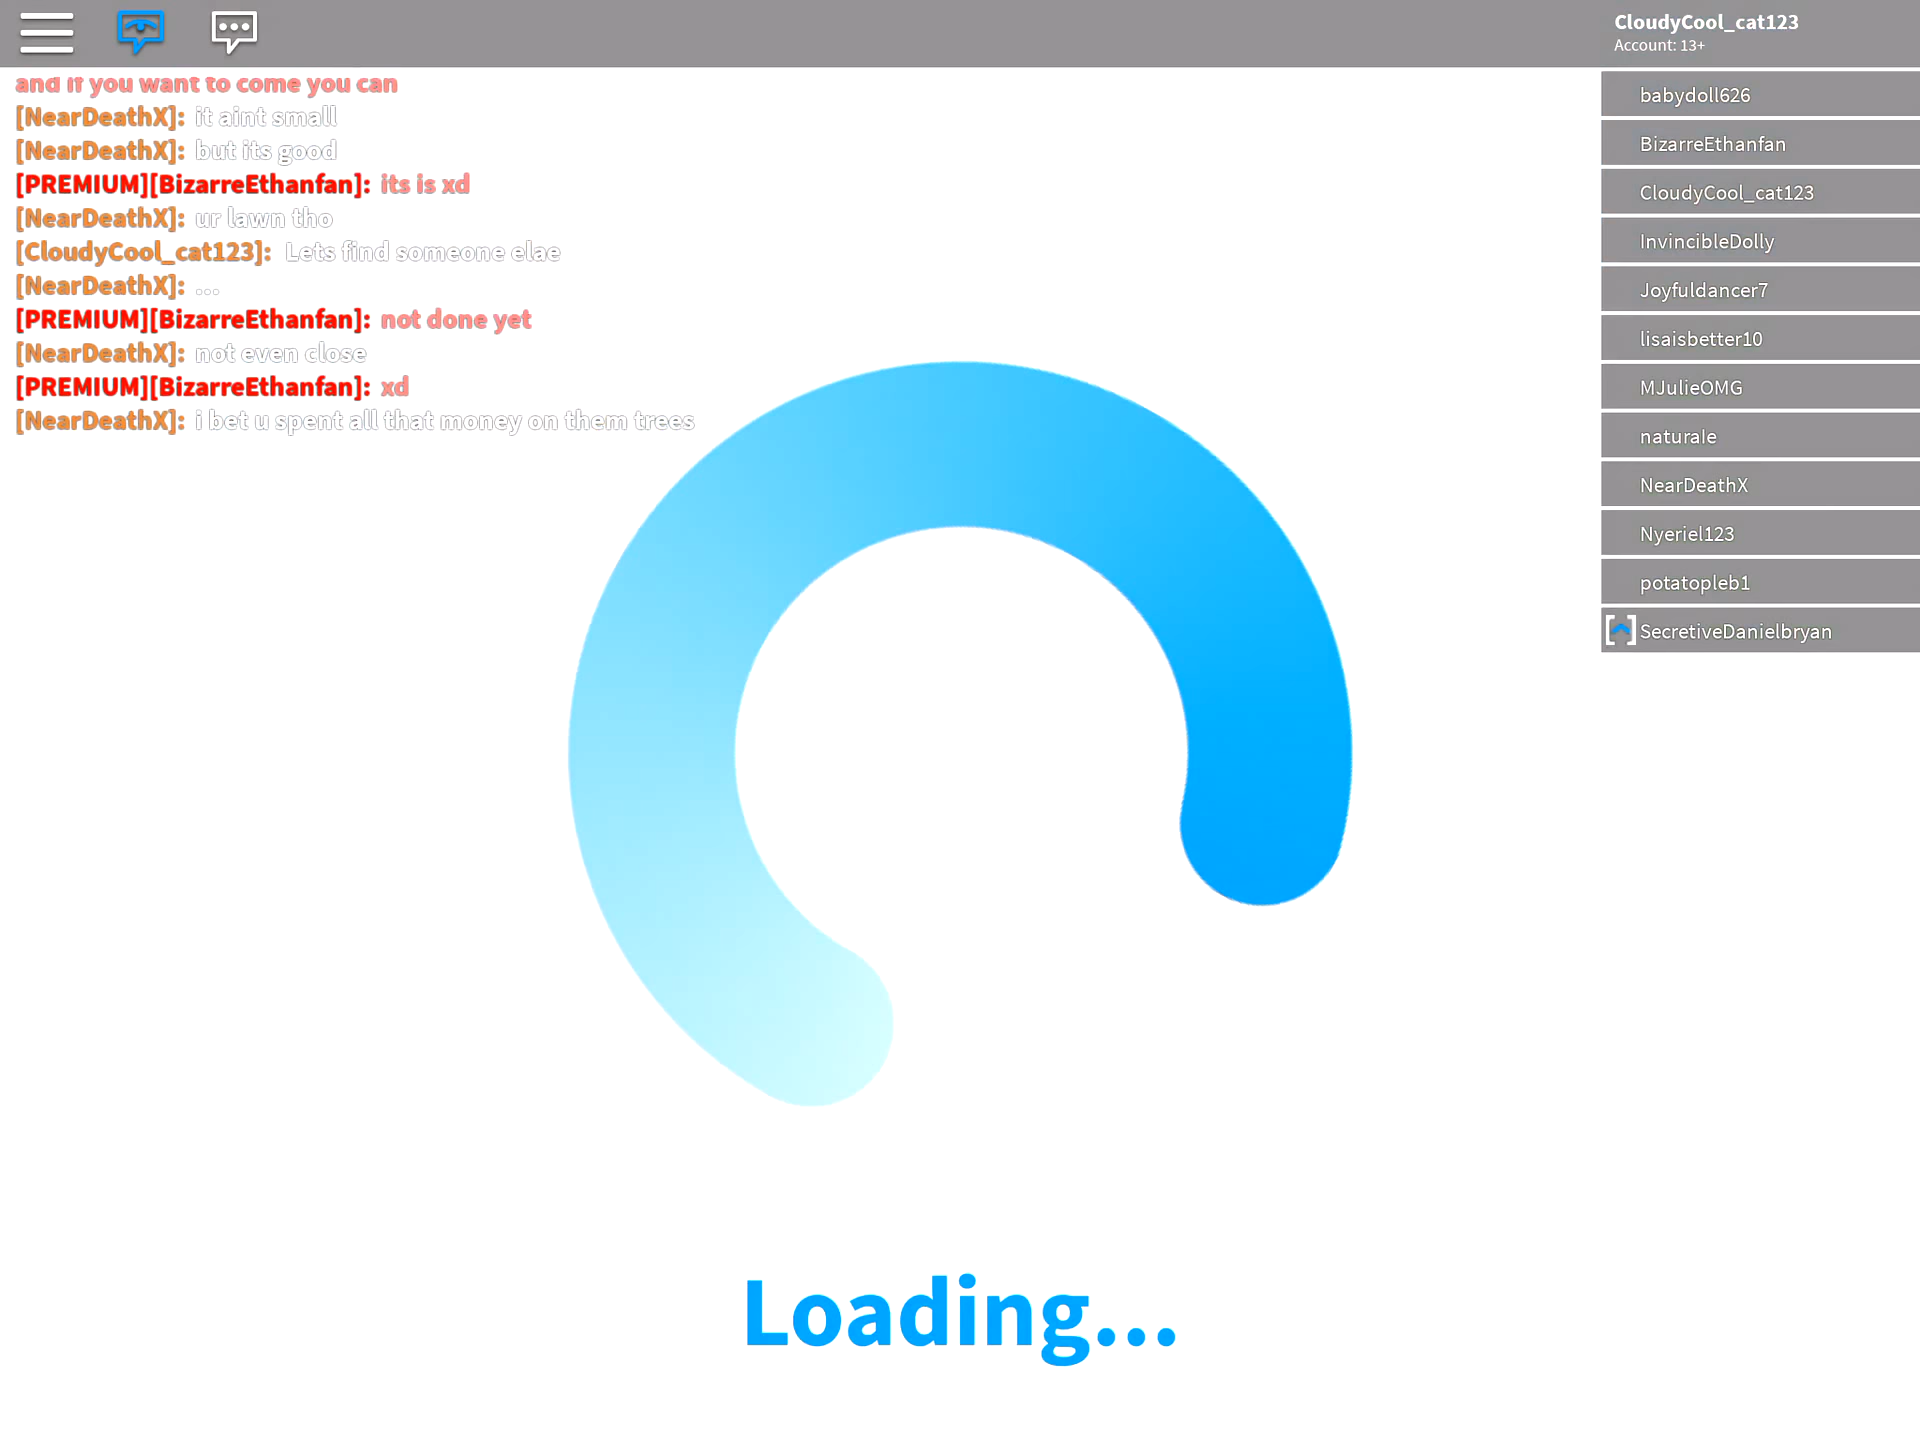 CloudyCool_cat123
Account: 13+
and if you want to come you can
[NearDeathX]: it aint small
[NearDeathX]: but its good
[PREMIUM][BizarreEthanfan]: its is xd
[NearDeathX]: ur lawn tho
[CloudyCool_cat123]: Lets find someone elae
[NearDeathX]: ...
[PREMIUM][BizarreEthanfan]: not done yet
[NearDeathX]: not even close
[PREMIUM][BizarreEthanfan]: xd
[NearDeathX]: i bet u spent all that money on them trees
babydoll626
BizarreEthanfan
CloudyCool_cat123
InvincibleDolly
Joyfuldancer7
lisaisbetter10
MJulieOMG
naturale
NearDeathX
Nyeriel123
potatopleb1
SecretiveDanielbryan
Loading...